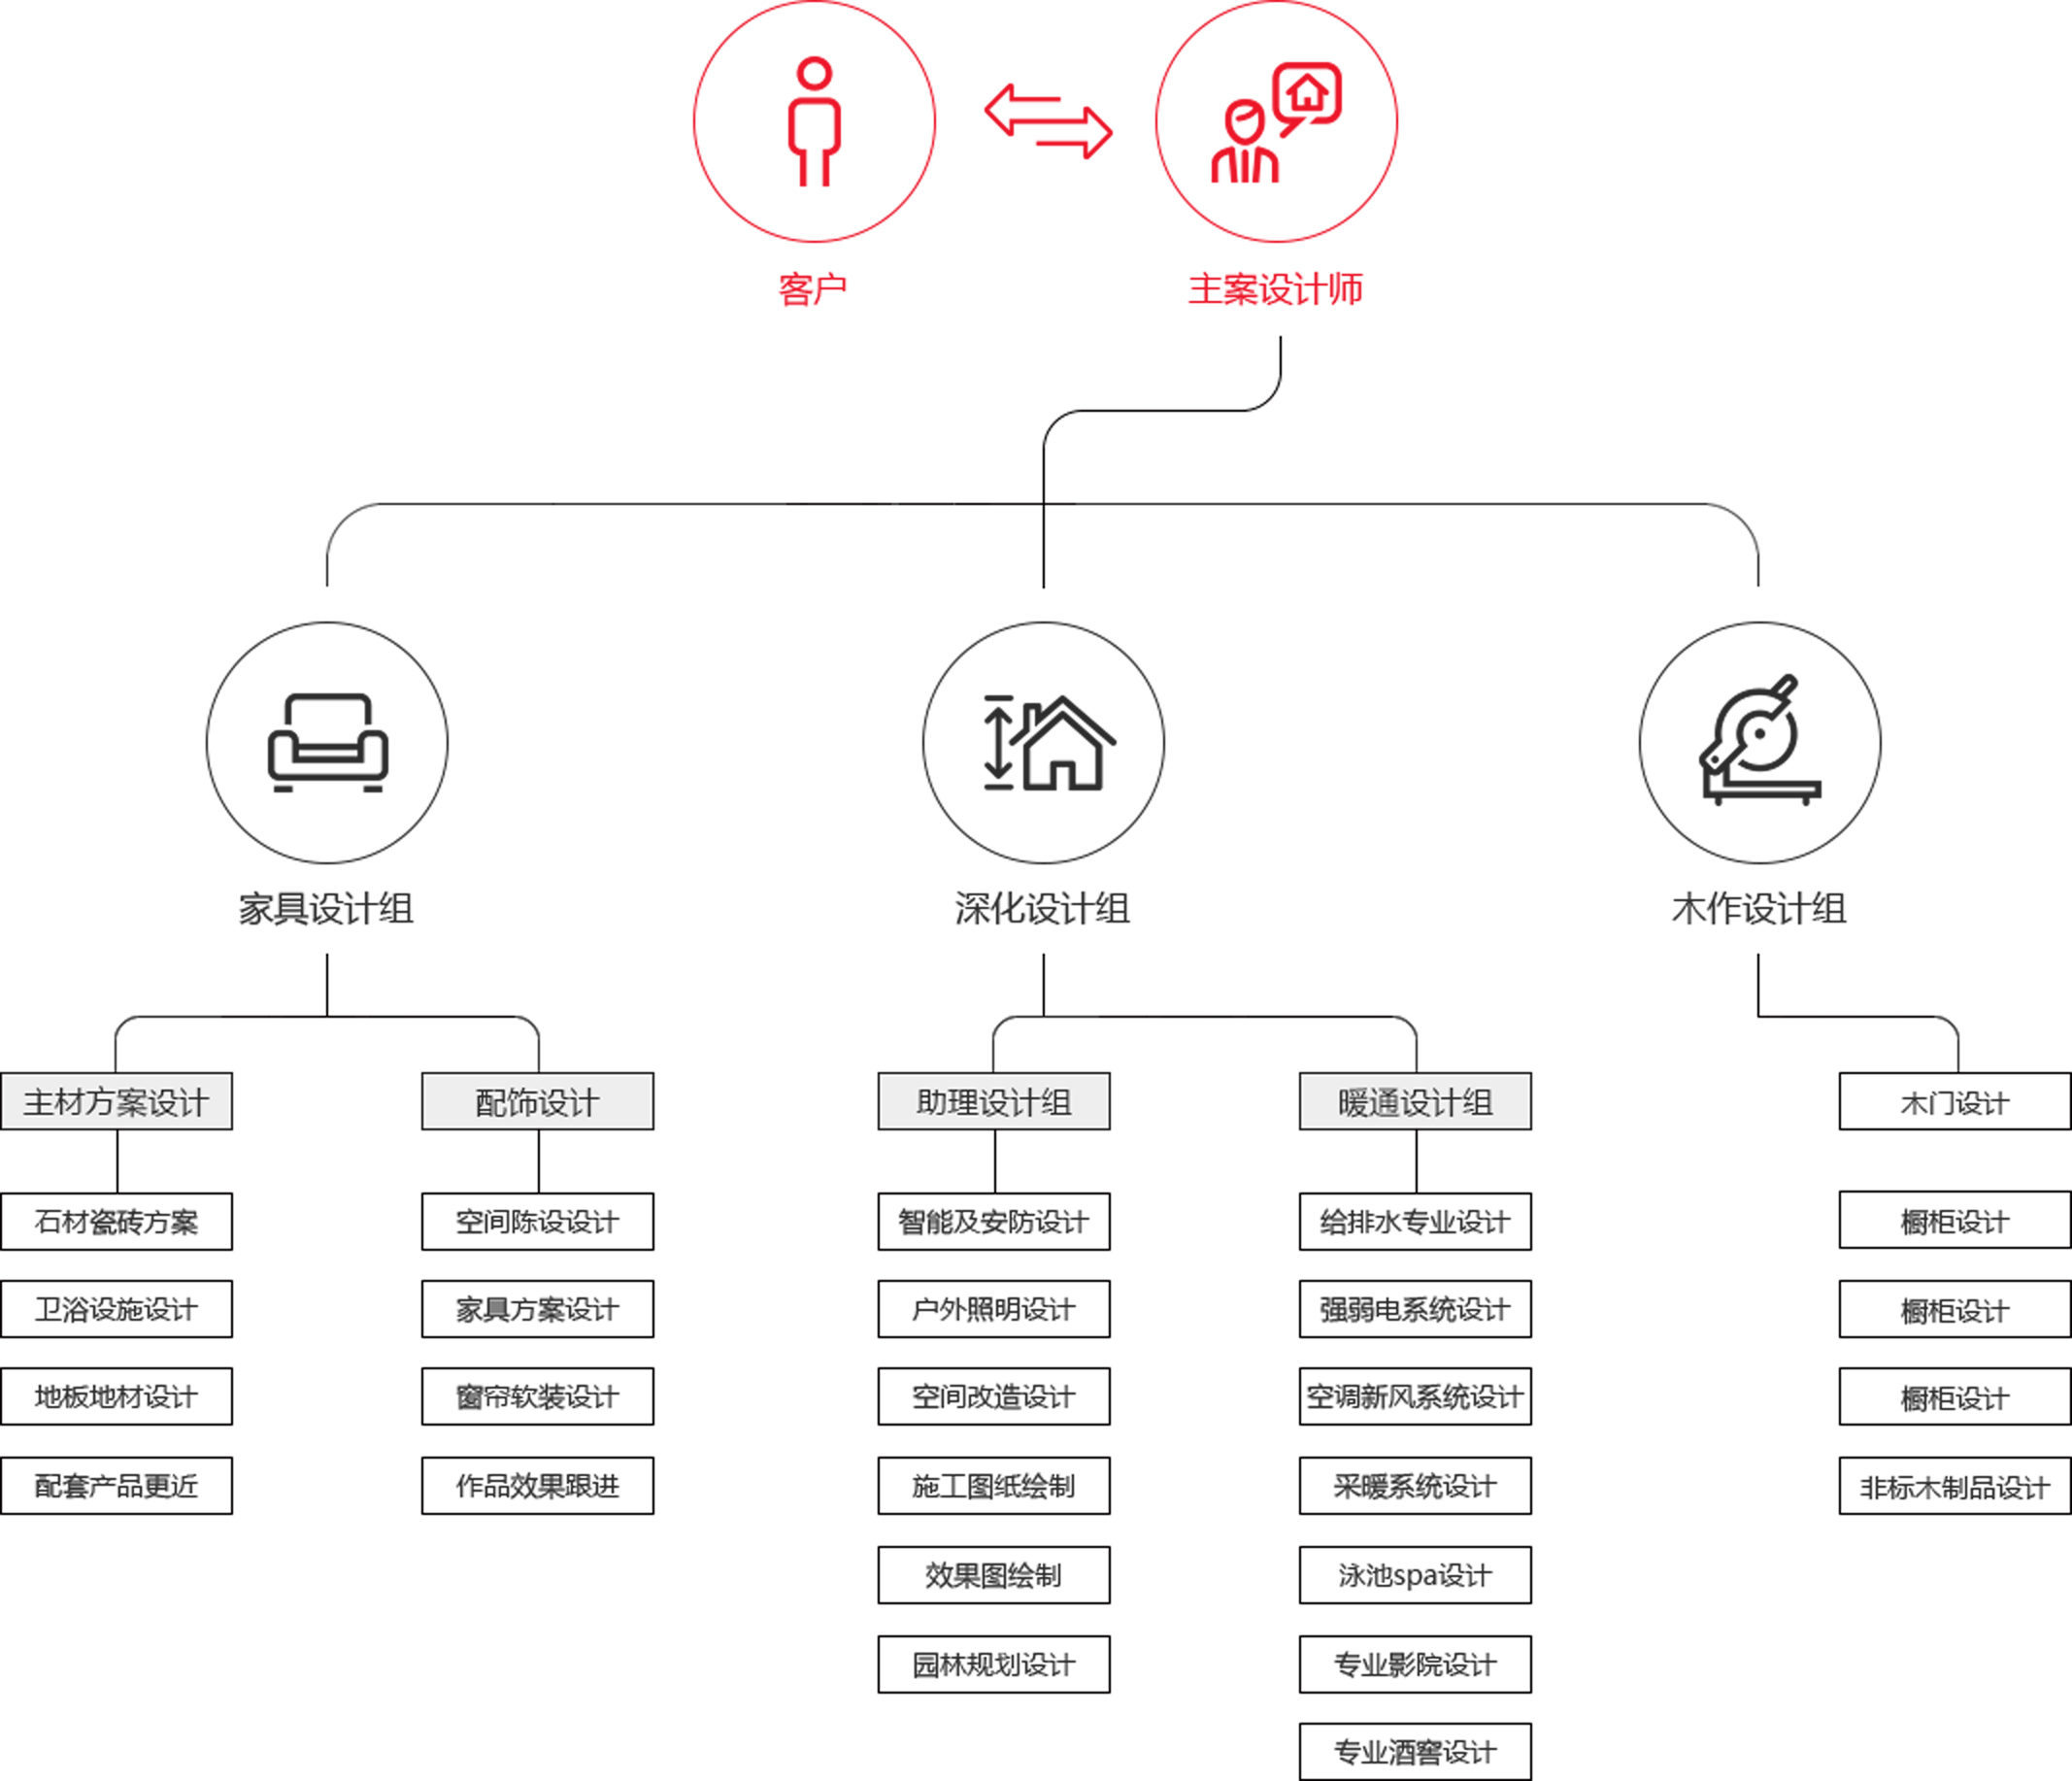 客户
主案设计师
家具设计组
深化设计组
木作设计组
主材方案设计
配饰设计
助理设计组
暖通设计组
木门设计
石材瓷砖方案
空间陈设设计
智能及安防设计
给排水专业设计
橱柜设计
卫浴设施设计
家具方案设计
户外照明设计
强弱电系统设计
橱柜设计
地板地材设计
窗帘软装设计
空间改造设计
空调新风系统设计
橱柜设计
配套产品更近
作品效果跟进
施工图纸绘制
采暖系统设计
非标木制品设计
效果图绘制
泳池spa设计
园林规划设计
专业影院设计
专业酒窖设计